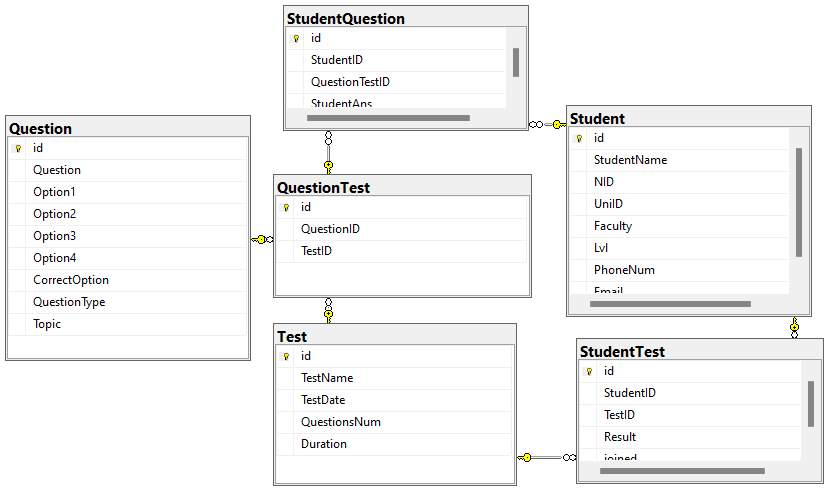 StudentQuestion
id
StudentID
QuestionTestID
StudentAns
Question
id
Question
Option1
Option2
Option3
Option4
CorrectOption
QuestionType
Topic
Student
id
StudentName
NID
UniID
Faculty
Lvl
PhoneNum
Email
QuestionTest
id
QuestionID
TestID
Test
id
TestName
TestDate
QuestionsNum
Duration
StudentTest
id
StudentID
TestID
Result
joined